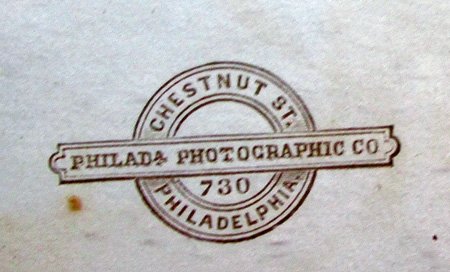 CHESTNUT ST.
PHILADA PHOTOGRAPHIC CO
730
PHILADELPHIA.